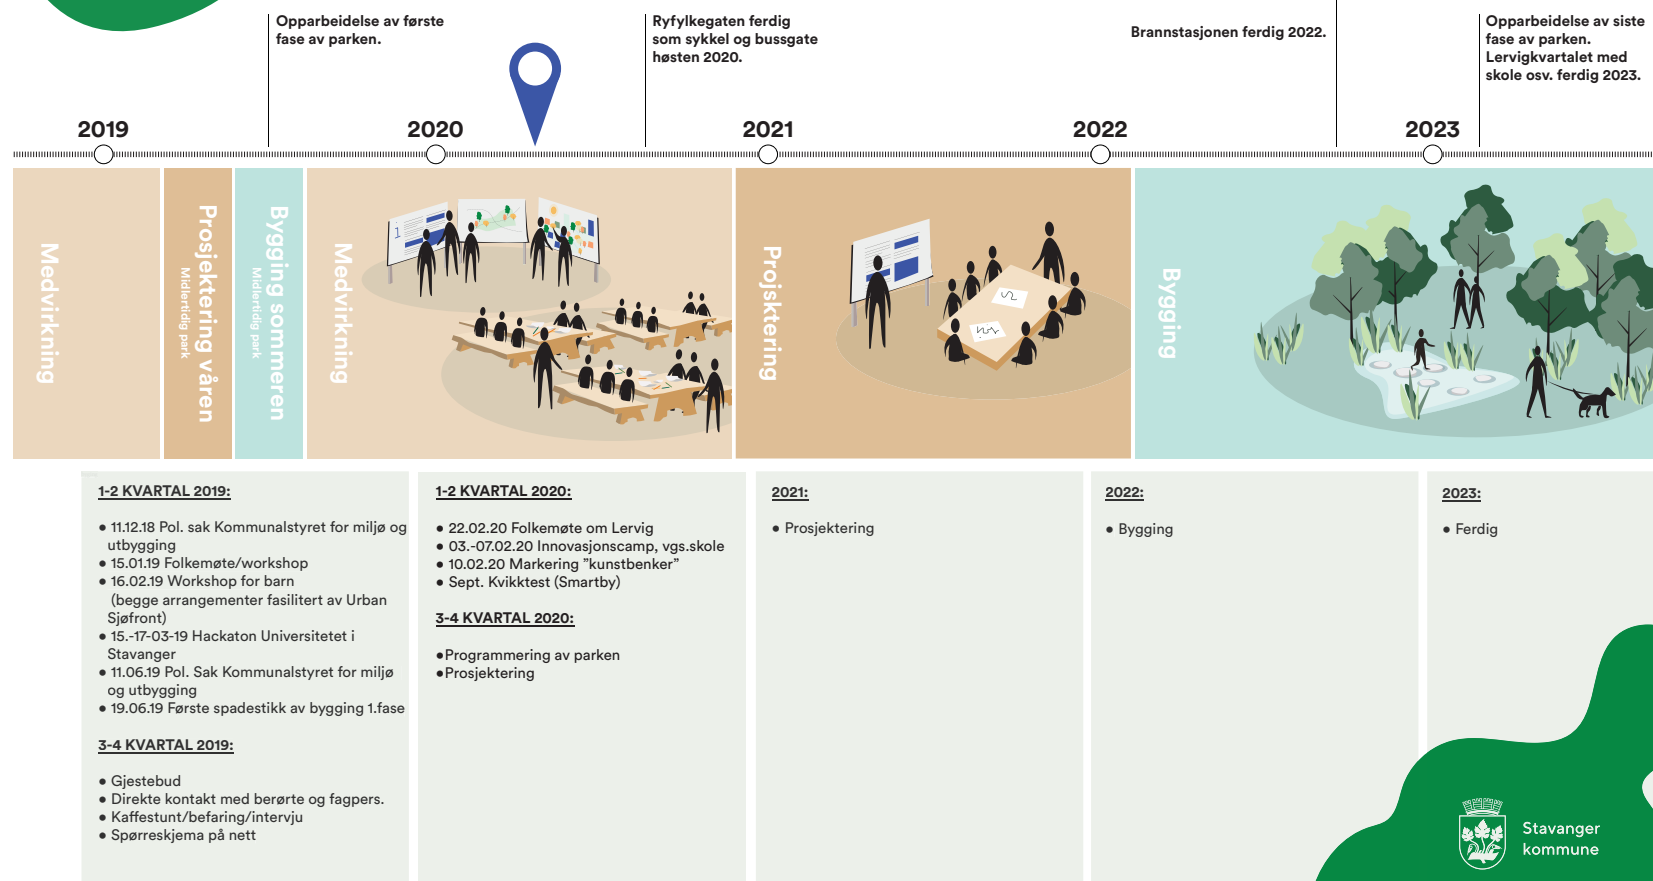 Opparbeidelse av første
fase av parken.
Ryfylkegaten ferdig
som sykkel og bussgate
høsten 2020.
Brannstasjonen ferdig 2022.
Opparbeidelse av siste
fase av parken.
Lervigkvartalet med
skole osv. ferdig 2023.
2019
2020
2021
2022
2023
Medvirkning
Prosjektering våren
Midlertidig park
Bygging sommeren
Midlertidig park
Medvirkning
1
Projsktering
Bygging
1-2 KVARTAL 2019:
• 11.12.18 Pol. sak Kommunalstyret for miljø og
utbygging
• 15.01.19 Folkemøte/workshop
• 16.02.19 Workshop for barn
(begge arrangementer fasilitert av Urban
Sjøfront)
• 15.-17-03-19 Hackaton Universitetet i
Stavanger
• 11.06.19 Pol. Sak Kommunalstyret for miljø
og utbygging
• 19.06.19 Første spadestikk av bygging 1.fase
3-4 KVARTAL 2019:
• Gjestebud
• Direkte kontakt med berørte og fagpers.
• Kaffestunt/befaring/intervju
• Spørreskjema på nett
1-2 KVARTAL 2020:
• 22.02.20 Folkemøte om Lervig
• 03.-07.02.20 Innovasjonscamp, vgs.skole
• 10.02.20 Markering ”kunstbenker”
• Sept. Kvikktest (Smartby)
3-4 KVARTAL 2020:
•Programmering av parken
•Prosjektering
2021:
• Prosjektering
2022:
• Bygging
2023:
• Ferdig
Stavanger
kommune